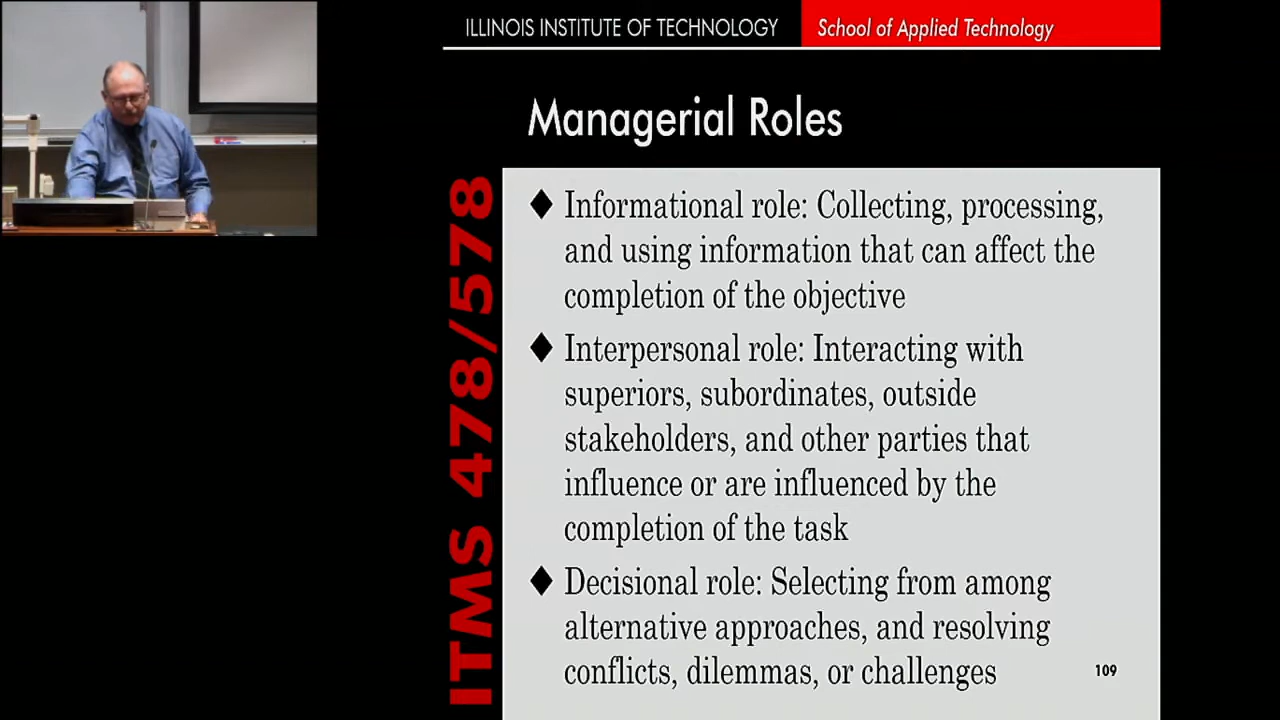 ILLINOIS INSTITUTE OF TECHNOLOGY School of Applied Technology
Managerial Roles
ITMS 478/578
♦ Informational role: Collecting, processing,
and using information that can affect the
completion of the objective
♦ Interpersonal role: Interacting with
superiors, subordinates, outside
stakeholders, and other parties that
influence or are influenced by the
completion of the task
♦ Decisional role: Selecting from among
alternative approaches, and resolving
conflicts, dilemmas, or challenges
109